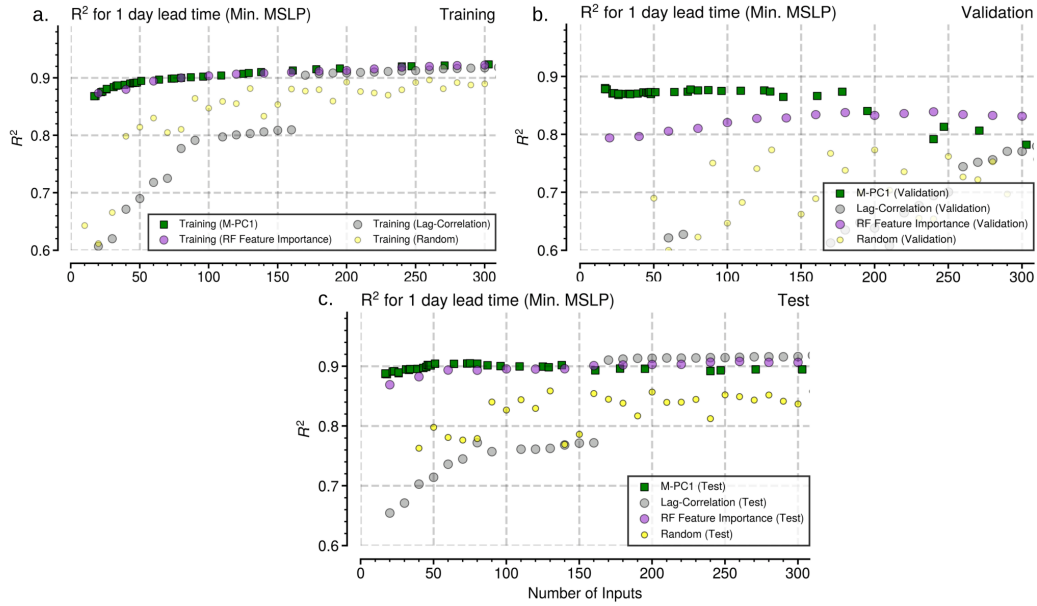 a.
R² for 1 day lead time (Min. MSLP)
Training
R²
0.9
0.8
0.7
0.6
Training (M-PC1)
Training (RF Feature Importance)
Training (Lag-Correlation)
Training (Random)
0 50 100 150 200 250 300
b.
R² for 1 day lead time (Min. MSLP)
Validation
R²
0.9
0.8
0.7
0.6
M-PC1 (Validation)
Lag-Correlation (Validation)
RF Feature Importance (Validation)
Random (Validation)
0 50 100 150 200 250 300
c.
R² for 1 day lead time (Min. MSLP)
Test
R²
0.9
0.8
0.7
0.6
M-PC1 (Test)
Lag-Correlation (Test)
RF Feature Importance (Test)
Random (Test)
0 50 100 150 200 250 300
Number of Inputs